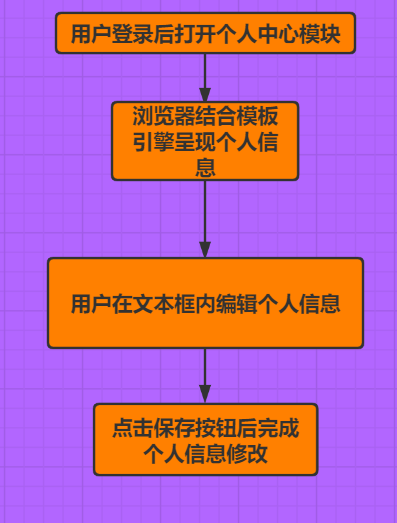 用户登录后打开个人中心模块
浏览器结合模板
引擎呈现个人信
息
用户在文本框内编辑个人信息
点击保存按钮后完成
个人信息修改